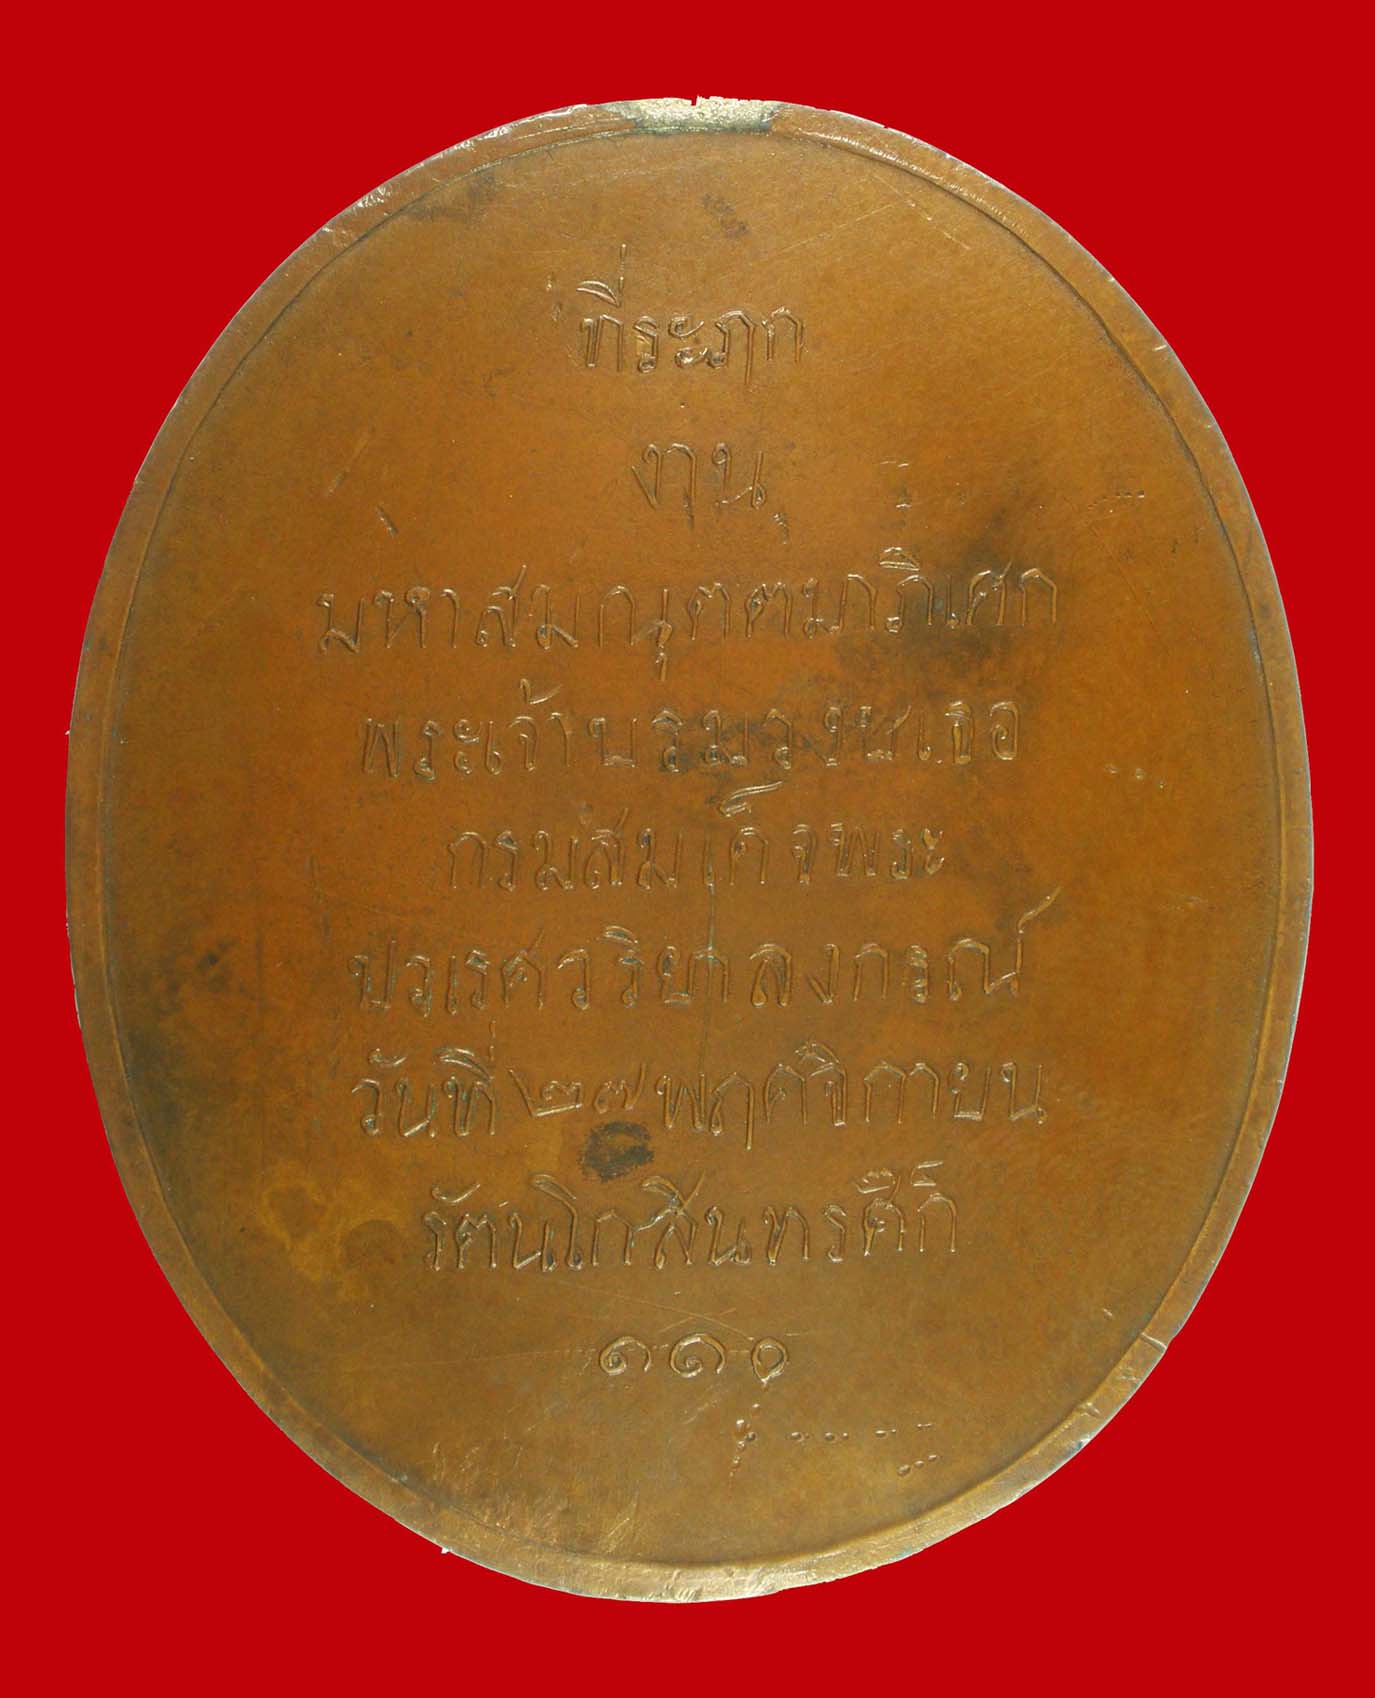 ที่ระฦก
งาน
มหาสมณุตตมาภิเศก
พระเจ้าบรมวงษเธอ
กรมสมเด็จพระ
ปวเรศวริยาลงกรณ์
วันที่ ๒๗ พฤศจิกายน
รัตนโกสินทรศก๊
๑๑๐